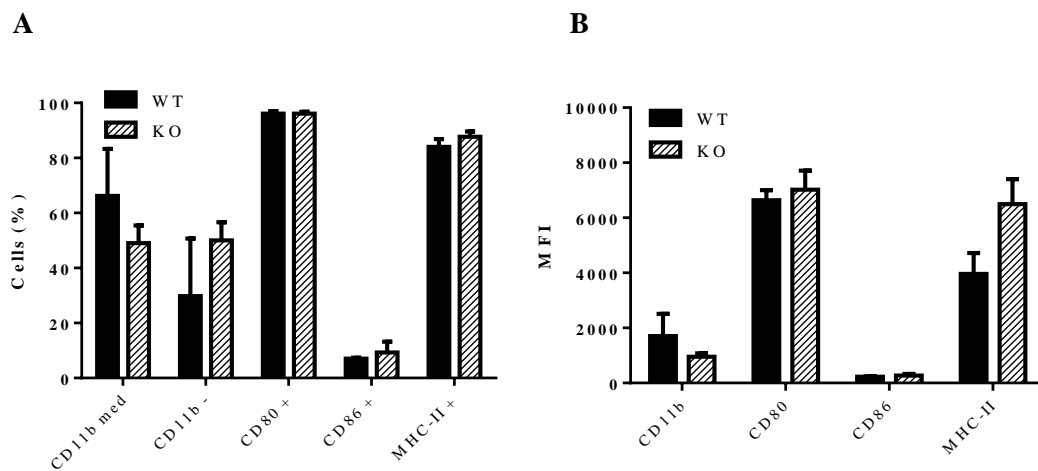 A
B
WT
KO
100
80
60
40
20
0
Cells (%)
CD11b med
CD11b -
CD80 +
CD86 +
MHC-II +
WT
KO
10000
8000
6000
4000
2000
0
MFI
CD11b
CD80
CD86
MHC-II